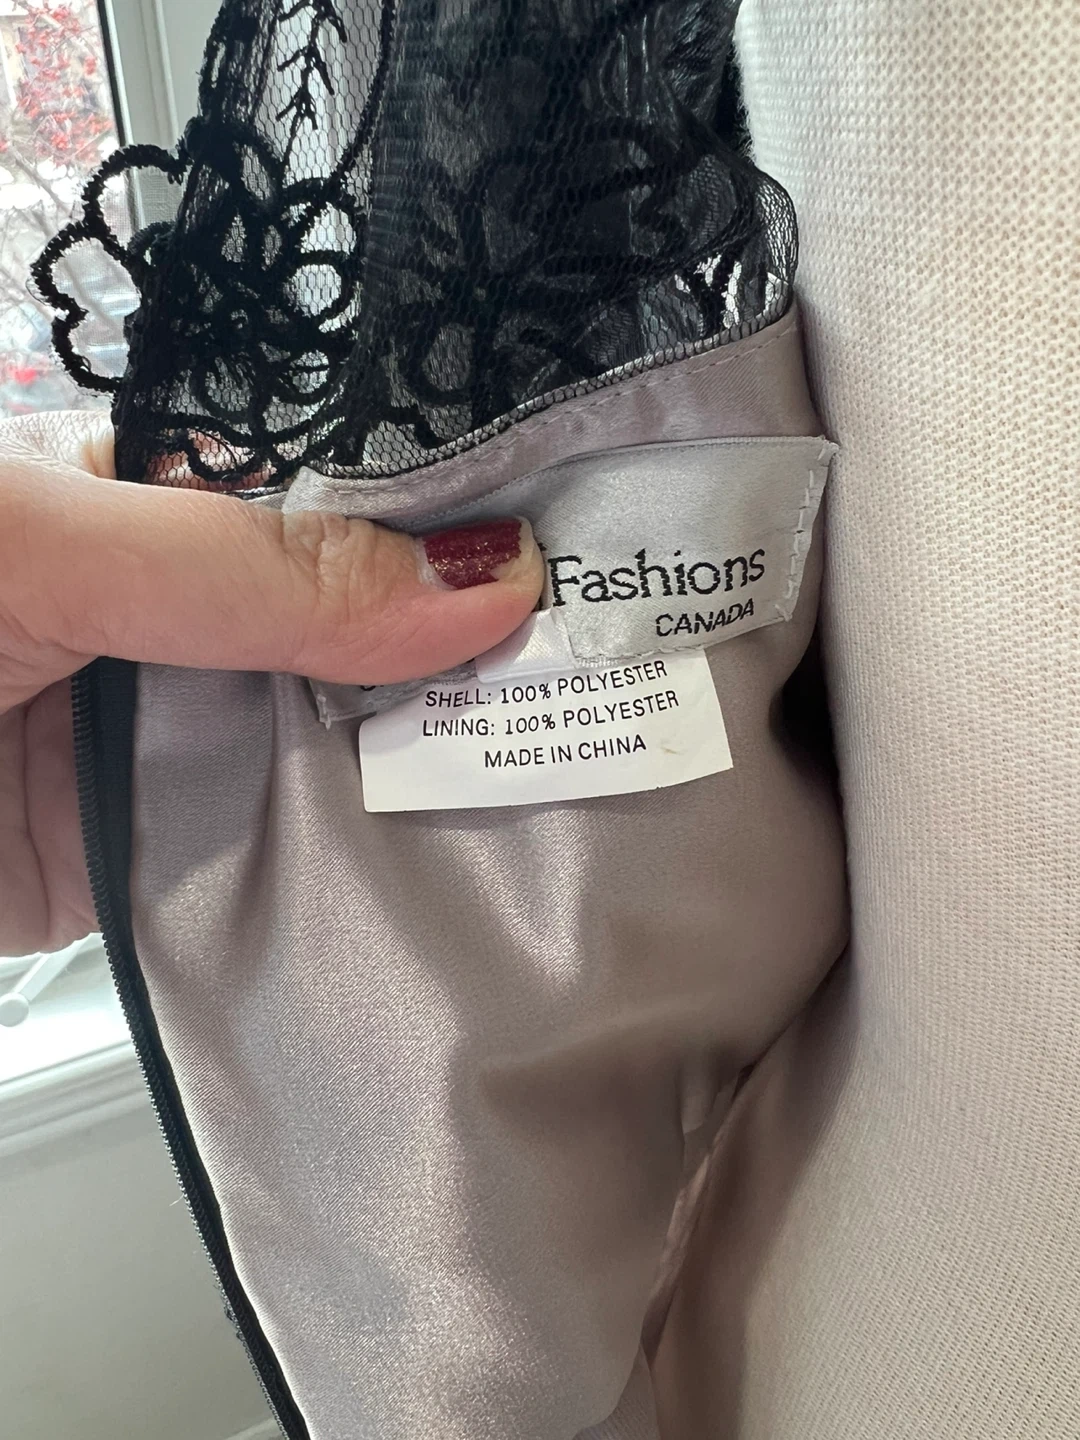 Fashions
CANADA
SHELL: 100% POLYESTER
LINING: 100% POLYESTER
MADE IN CHINA